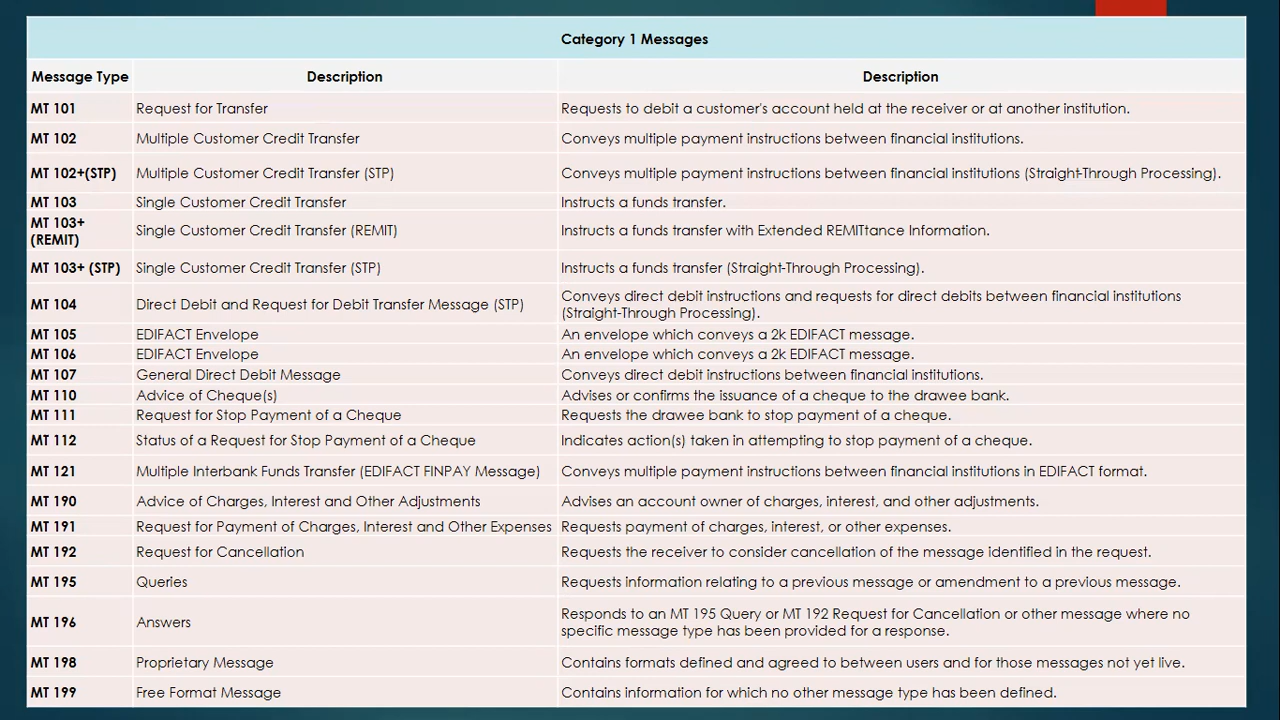 Category 1 Messages
Message Type Description Description
MT 101 Request for Transfer Requests to debit a customer's account held at the receiver or at another institution.
MT 102 Multiple Customer Credit Transfer Conveys multiple payment instructions between financial institutions.
MT 102+(STP) Multiple Customer Credit Transfer (STP) Conveys multiple payment instructions between financial institutions (Straight-Through Processing).
MT 103 Single Customer Credit Transfer Instructs a funds transfer.
MT 103+
(REMIT) Single Customer Credit Transfer (REMIT) Instructs a funds transfer with Extended REMITtance Information.
MT 103+ (STP) Single Customer Credit Transfer (STP) Instructs a funds transfer (Straight-Through Processing).
MT 104 Direct Debit and Request for Debit Transfer Message (STP) Conveys direct debit instructions and requests for direct debits between financial institutions
(Straight-Through Processing).
MT 105 EDIFACT Envelope An envelope which conveys a 2k EDIFACT message.
MT 106 EDIFACT Envelope An envelope which conveys a 2k EDIFACT message.
MT 107 General Direct Debit Message Conveys direct debit instructions between financial institutions.
MT 110 Advice of Cheque(s) Advises or confirms the issuance of a cheque to the drawee bank.
MT 111 Request for Stop Payment of a Cheque Requests the drawee bank to stop payment of a cheque.
MT 112 Status of a Request for Stop Payment of a Cheque Indicates action(s) taken in attempting to stop payment of a cheque.
MT 121 Multiple Interbank Funds Transfer (EDIFACT FINPAY Message) Conveys multiple payment instructions between financial institutions in EDIFACT format.
MT 190 Advice of Charges, Interest and Other Adjustments Advises an account owner of charges, interest, and other adjustments.
MT 191 Request for Payment of Charges, Interest and Other Expenses Requests payment of charges, interest, or other expenses.
MT 192 Request for Cancellation Requests the receiver to consider cancellation of the message identified in the request.
MT 195 Queries Requests information relating to a previous message or amendment to a previous message.
MT 196 Answers Responds to an MT 195 Query or MT 192 Request for Cancellation or other message where no
specific message type has been provided for a response.
MT 198 Proprietary Message Contains formats defined and agreed to between users and for those messages not yet live.
MT 199 Free Format Message Contains information for which no other message type has been defined.